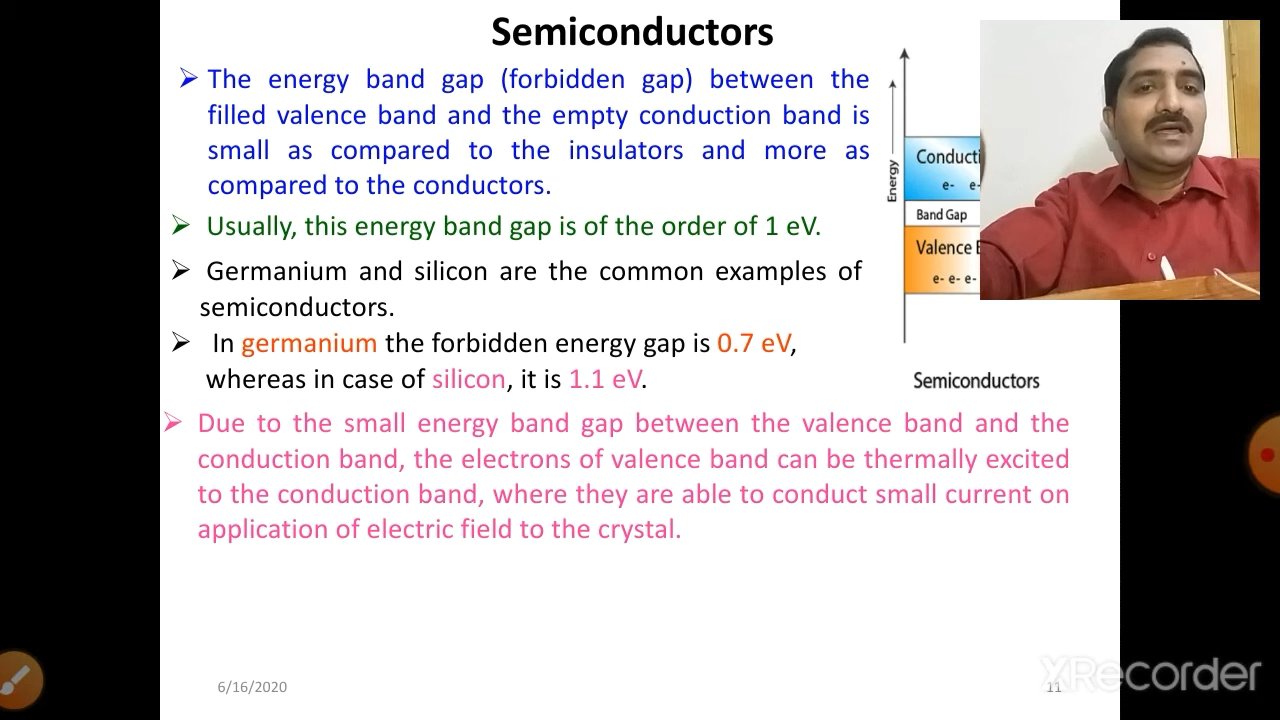 Semiconductors
➢ The energy band gap (forbidden gap) between the
filled valence band and the empty conduction band is
small as compared to the insulators and more as
compared to the conductors.
➢ Usually, this energy band gap is of the order of 1 eV.
➢ Germanium and silicon are the common examples of
semiconductors.
➢ In germanium the forbidden energy gap is 0.7 eV,
whereas in case of silicon, it is 1.1 eV.
➢ Due to the small energy band gap between the valence band and the
conduction band, the electrons of valence band can be thermally excited
to the conduction band, where they are able to conduct small current on
application of electric field to the crystal.
Energy
Conducti
e- e-
Band Gap
Valence
e- e- e-
Semiconductors
6/16/2020
11
XRecorder